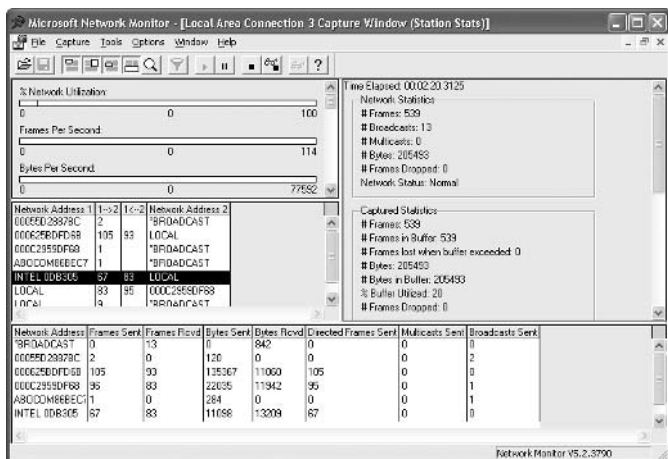 Microsoft Network Monitor - [Local Area Connection 3 Capture Window (Station Stats)]
File Capture Tools Options Window Help
% Network Utilization:
0 0 100
Frames Per Second:
0 0 114
Bytes Per Second:
0 0 77592
Time Elapsed: 00:02:20.3125
Network Statistics
# Frames: 539
# Broadcasts: 13
# Multicasts: 0
# Bytes: 205493
# Frames Dropped: 0
Network Status: Normal
Captured Statistics
# Frames: 539
# Frames in Buffer: 539
# Frames lost when buffer exceeded: 0
# Bytes: 205493
# Bytes in Buffer: 205493
% Buffer Utilized: 20
# Frames Dropped: 0
Network Address 1 1-->2 1<--2 Network Address 2
00055D28878C 2 *BROADCAST
000625BDFD6B 105 93 LOCAL
000C2959DF68 1 *BROADCAST
ABOCOM86BEC7 1 *BROADCAST
INTEL 0DB305 67 83 LOCAL
LOCAL 83 95 000C2959DF68
LOCAL 9 *BROADCAST
Network Address Frames Sent Frames Rcvd Bytes Sent Bytes Rcvd Directed Frames Sent Multicasts Sent Broadcasts Sent
*BROADCAST 0 13 0 842 0 0 0
00055D28878C 2 0 120 0 0 0 2
000625BDFD6B 105 93 135367 11060 105 0 0
000C2959DF68 96 83 22035 11942 95 0 1
ABOCOM86BEC7 1 0 284 0 0 0 1
INTEL 0DB305 67 83 11098 13209 67 0 0
Network Monitor V5.2.3790